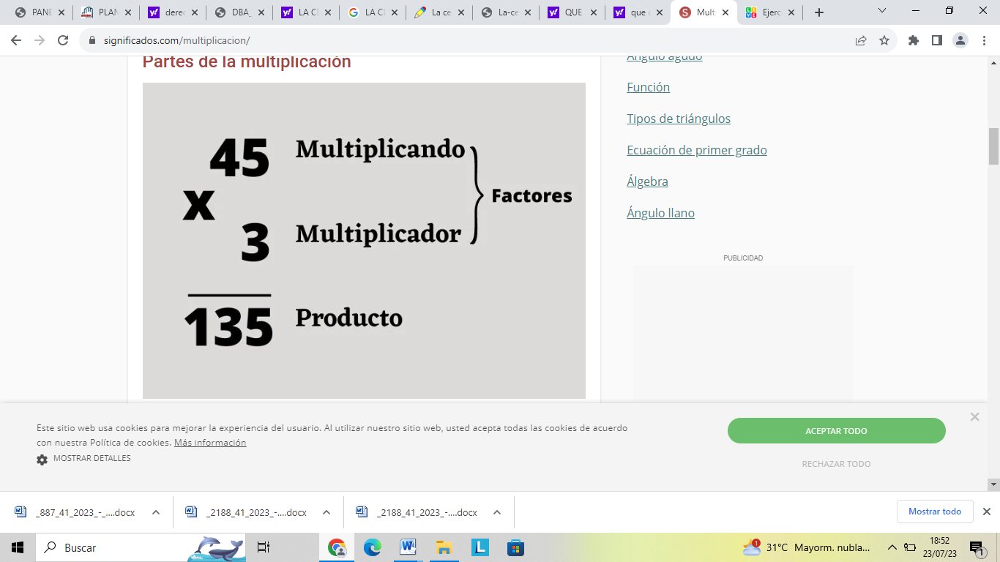 PANE
PLAN
derec
DBA_
LA CE
LA CE
La ce
La-ce
QUE
que e
Mult
Ejerc
significados.com/multiplicacion/
Partes de la multiplicación
45 Multiplicando
x
Factores
3 Multiplicador
135 Producto
Ángulo agudo
Función
Tipos de triángulos
Ecuación de primer grado
Álgebra
Ángulo llano
PUBLICIDAD
Este sitio web usa cookies para mejorar la experiencia del usuario. Al utilizar nuestro sitio web, usted acepta todas las cookies de acuerdo
con nuestra Política de cookies. Más información
MOSTRAR DETALLES
ACEPTAR TODO
RECHAZAR TODO
_887_41_2023_-_....docx
_2188_41_2023_-....docx
_2188_41_2023_-....docx
Mostrar todo
Buscar
31°C Mayorm. nubla...
18:52
23/07/23